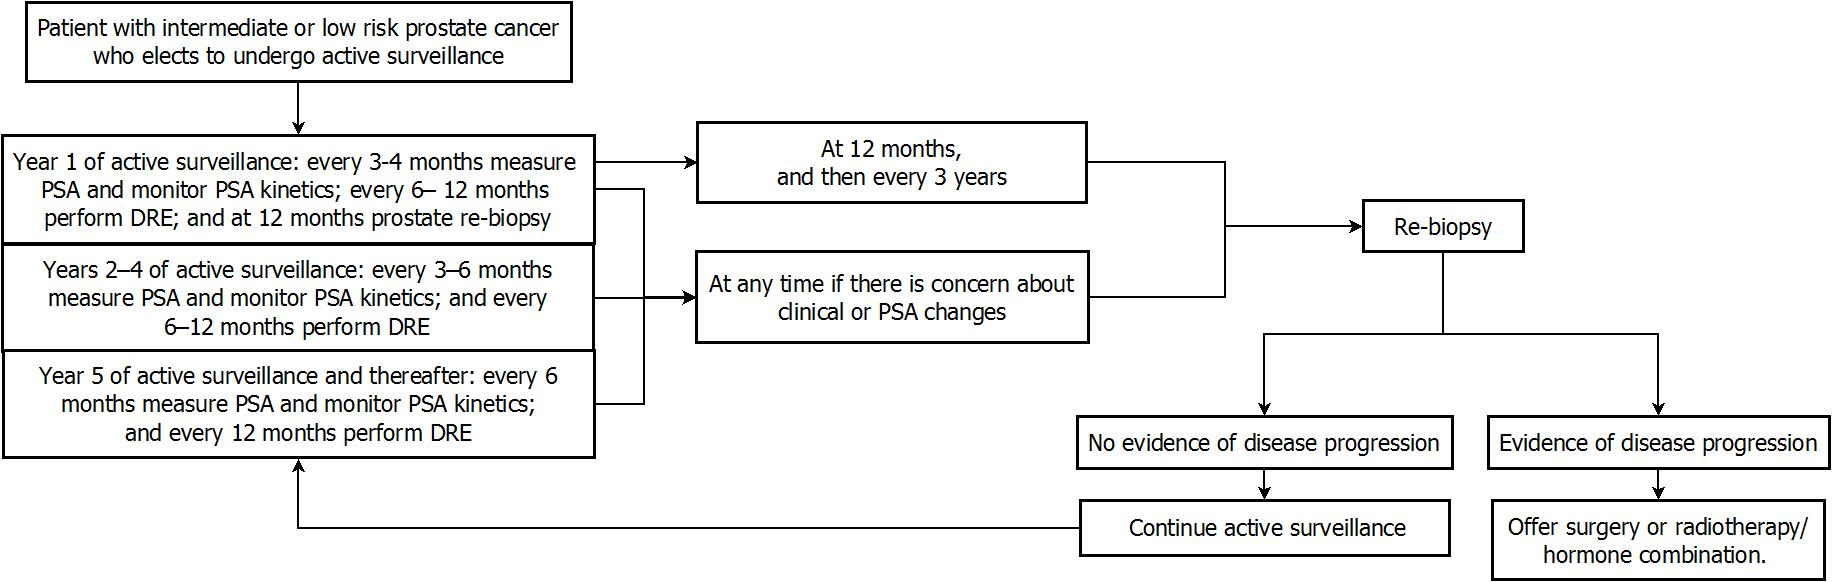 Patient with intermediate or low risk prostate cancer
who elects to undergo active surveillance
Year 1 of active surveillance: every 3-4 months measure
PSA and monitor PSA kinetics; every 6– 12 months
perform DRE; and at 12 months prostate re-biopsy
Years 2–4 of active surveillance: every 3–6 months
measure PSA and monitor PSA kinetics; and every
6–12 months perform DRE
Year 5 of active surveillance and thereafter: every 6
months measure PSA and monitor PSA kinetics;
and every 12 months perform DRE
At 12 months,
and then every 3 years
At any time if there is concern about
clinical or PSA changes
Re-biopsy
No evidence of disease progression
Evidence of disease progression
Continue active surveillance
Offer surgery or radiotherapy/
hormone combination.